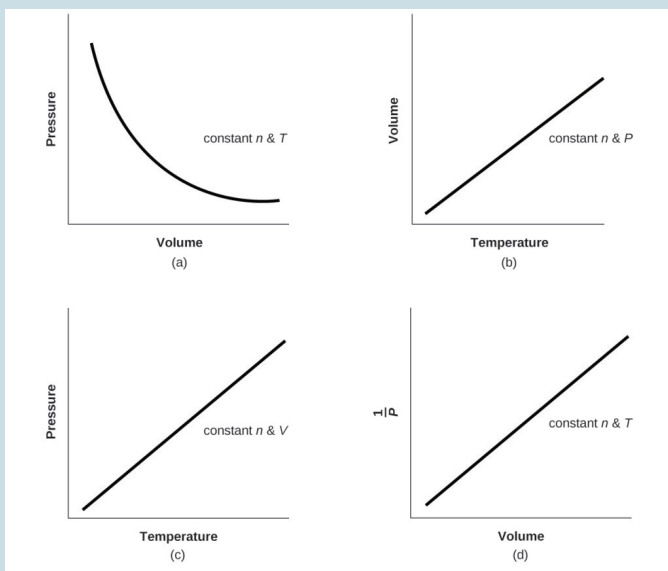 Pressure
constant n & T
Volume
(a)
Volume
constant n & P
Temperature
(b)
Pressure
constant n & V
Temperature
(c)
1
P
constant n & T
Volume
(d)